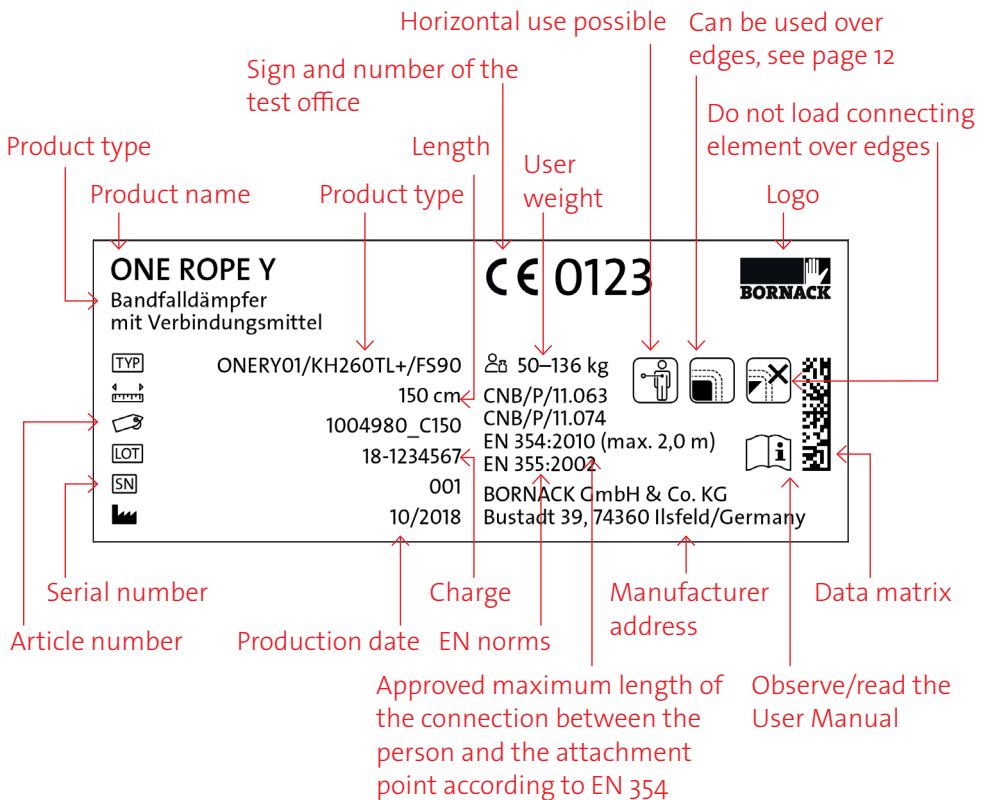 Horizontal use possible
Can be used over
edges, see page 12
Sign and number of the
test office
Do not load connecting
element over edges
Product type
Length
User
weight
Product name
Product type
Logo
ONE ROPE Y
CE 0123
BORNACK
Bandfalldämpfer
mit Verbindungsmittel
TYP
ONERY01/KH260TL+/FS90
50–136 kg
150 cm
CNB/P/11.063
1004980_C150
CNB/P/11.074
EN 354:2010 (max. 2,0 m)
LOT
18-1234567
EN 355:2002
i
SN
001
BORNACK GmbH & Co. KG
10/2018
Bustadt 39, 74360 Ilsfeld/Germany
Serial number
Charge
Manufacturer
address
Data matrix
Article number
Production date
EN norms
Approved maximum length of
the connection between the
person and the attachment
point according to EN 354
Observe/read the
User Manual